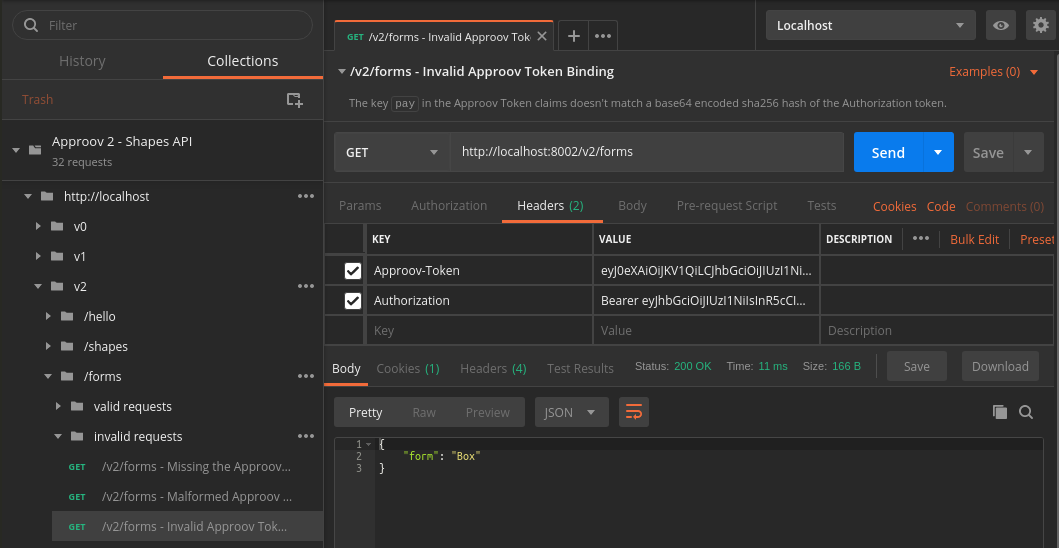 Filter
History
Collections
Trash
Approov 2 - Shapes API
32 requests
http://localhost
v0
v1
v2
/hello
/shapes
/forms
valid requests
invalid requests
GET /v2/forms - Missing the Approov...
GET /v2/forms - Malformed Approov ...
GET /v2/forms - Invalid Approov Tok...
GET /v2/forms - Invalid Approov Tok
Localhost
/v2/forms - Invalid Approov Token Binding
Examples (0)
The key pay in the Approov Token claims doesn't match a base64 encoded sha256 hash of the Authorization token.
GET
http://localhost:8002/v2/forms
Send
Save
Params Authorization Headers (2) Body Pre-request Script Tests
Cookies Code Comments (0)
KEY VALUE DESCRIPTION Bulk Edit Preset
Approov-Token eyJ0eXAiOiJKV1QiLCJhbGciOiJIUzI1Ni...
Authorization Bearer eyJhbGciOiJIUzI1NiIsInR5cCI...
Key Value Description
Body Cookies (1) Headers (4) Test Results
Status: 200 OK Time: 11 ms Size: 166 B
Save Download
Pretty Raw Preview JSON
1 {
2 "form": "Box"
3 }